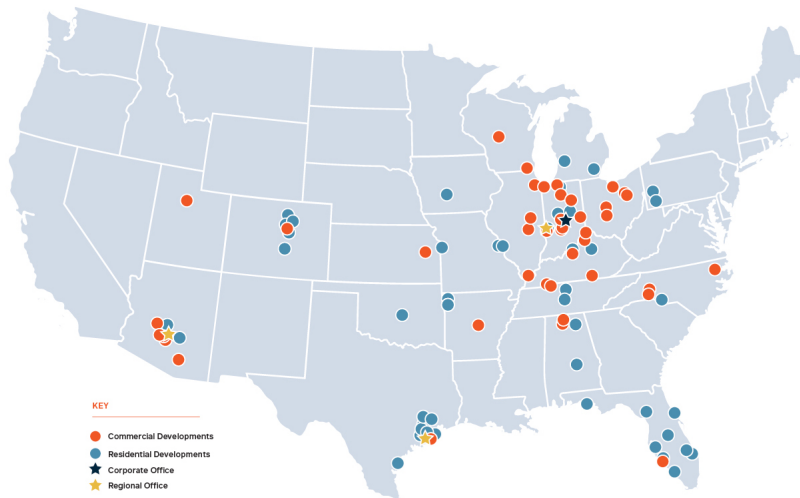 KEY
Commercial Developments
Residential Developments
Corporate Office
Regional Office